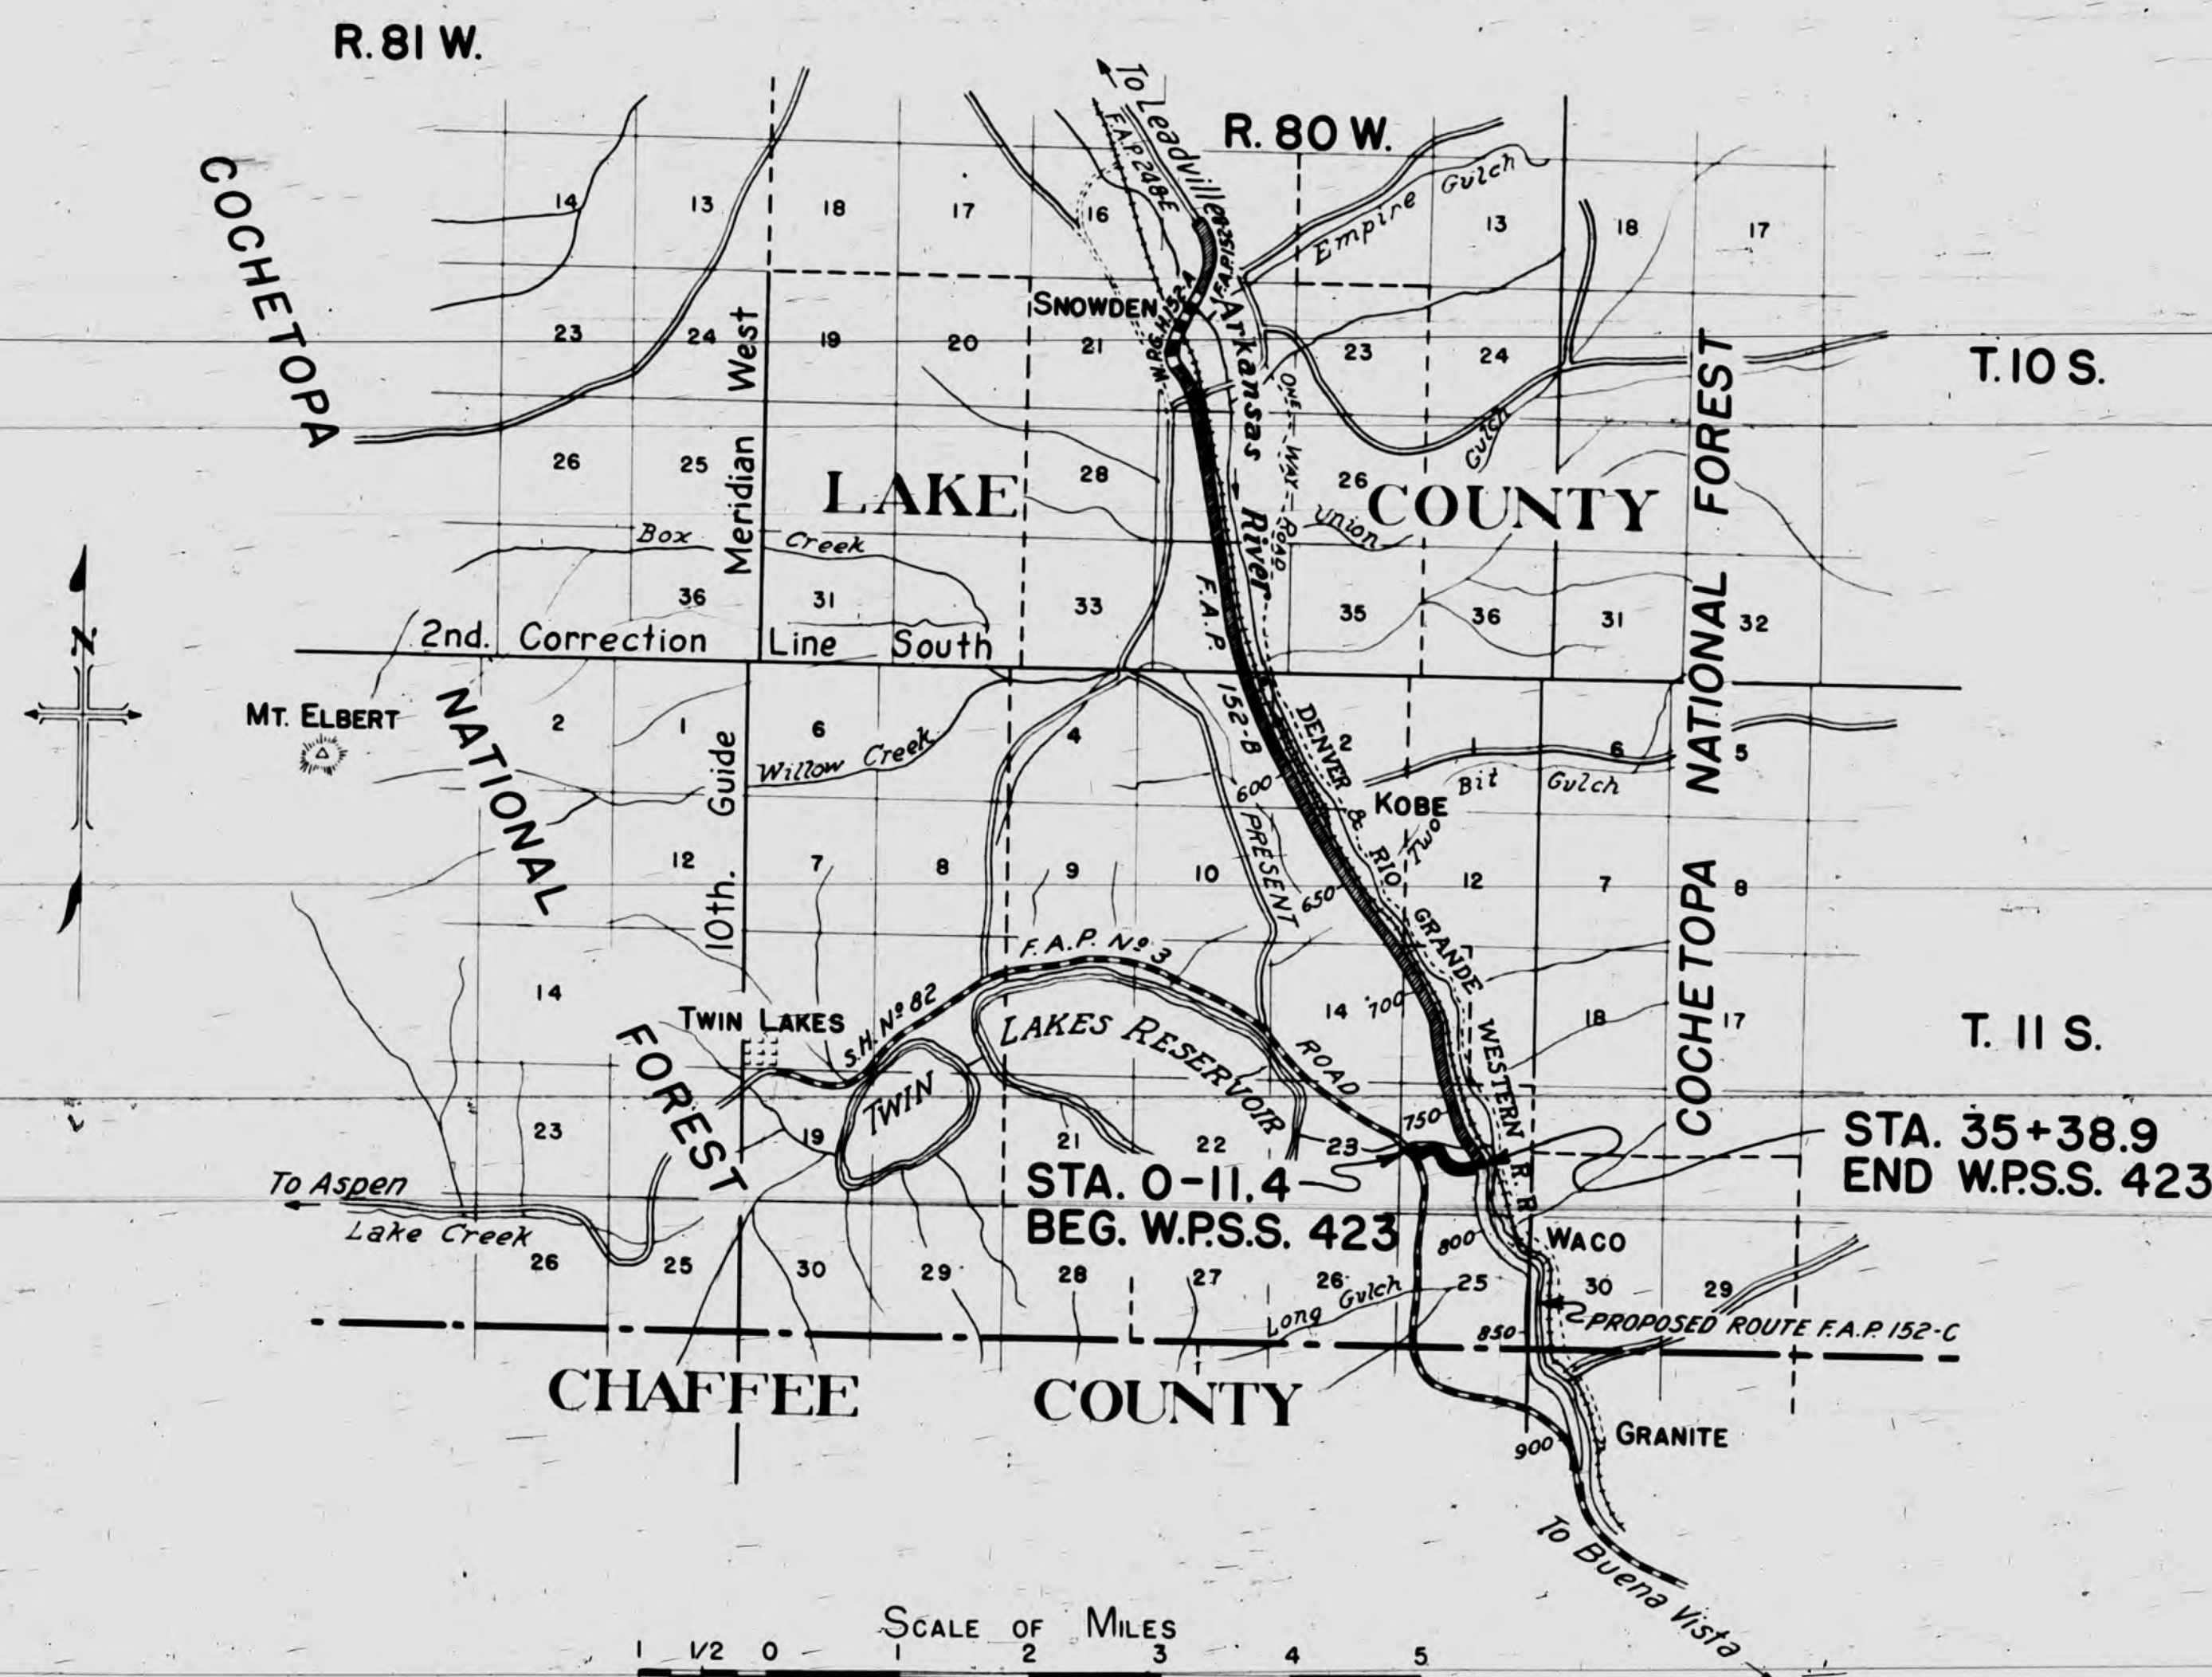 R. 81 W.
R. 80 W.
To Leadville
F.A.P. 248-E
COCHETOPA
NATIONAL
FOREST
14
13
18
17
16
Empire Gulch
13
18
17
SNOWDEN
W.P.G.H. 152-A
Arkansas River
23
24
19
20
21
23
24
T. 10 S.
ONE-WAY-ROAD
26
25
28
26
Gulch
Union
LAKE COUNTY
Box Creek
10th. Guide Meridian West
36
31
33
35
36
31
32
2nd. Correction Line South
F.A.P. 152-B
COCHETOPA NATIONAL FOREST
N
MT. ELBERT
2
1
6
4
2
1
6
5
Willow Creek
600
KOBE
Two Bit Gulch
DENVER & RIO GRANDE WESTERN R. R.
12
7
8
9
10
12
7
8
PRESENT ROAD
650
F.A.P. Nº 3
14
14
700
18
17
TWIN LAKES
S.H. Nº 82
TWIN LAKES RESERVOIR
T. 11 S.
750
23
19
21
22
23
STA. 35+38.9
END W.P.S.S. 423
STA. 0-11.4
BEG. W.P.S.S. 423
To Aspen
Lake Creek
800
WACO
26
25
30
29
28
27
26
25
30
29
Long Gulch
850
PROPOSED ROUTE F.A.P. 152-C
CHAFFEE COUNTY
900
GRANITE
To Buena Vista
SCALE OF MILES
1 1/2 0 1 2 3 4 5